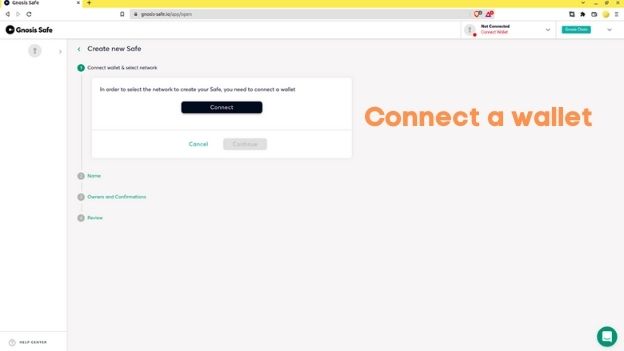 Gnosis Safe
gnosis-safe.io/app/open
Gnosis Safe
Not Connected
Connect Wallet
Gnosis Chain
Create new Safe
1 Connect wallet & select network
In order to select the network to create your Safe, you need to connect a wallet
Connect
Connect a wallet
Cancel Continue
2 Name
3 Owners and Confirmations
4 Review
HELP CENTER